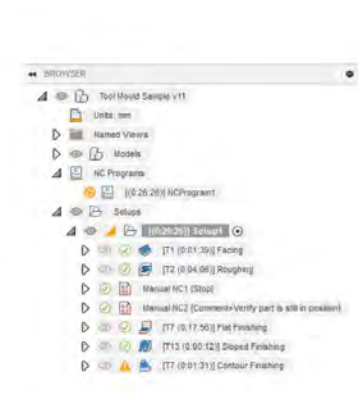 BROWSER
Tool Mould Sample v11
Units: mm
Named Views
Models
NC Programs
[(0:26:26)] NCProgram1
Setups
[(0:26:26)] Setup1
[T1 (0:01:39)] Facing
[T2 (0:04:06)] Roughing
Manual NC1 [Stop]
Manual NC2 [Comment=Verify part is still in position]
[T7 (0:17:56)] Flat Finishing
[T13 (0:00:12)] Sloped Finishing
[T7 (0:01:31)] Contour Finishing